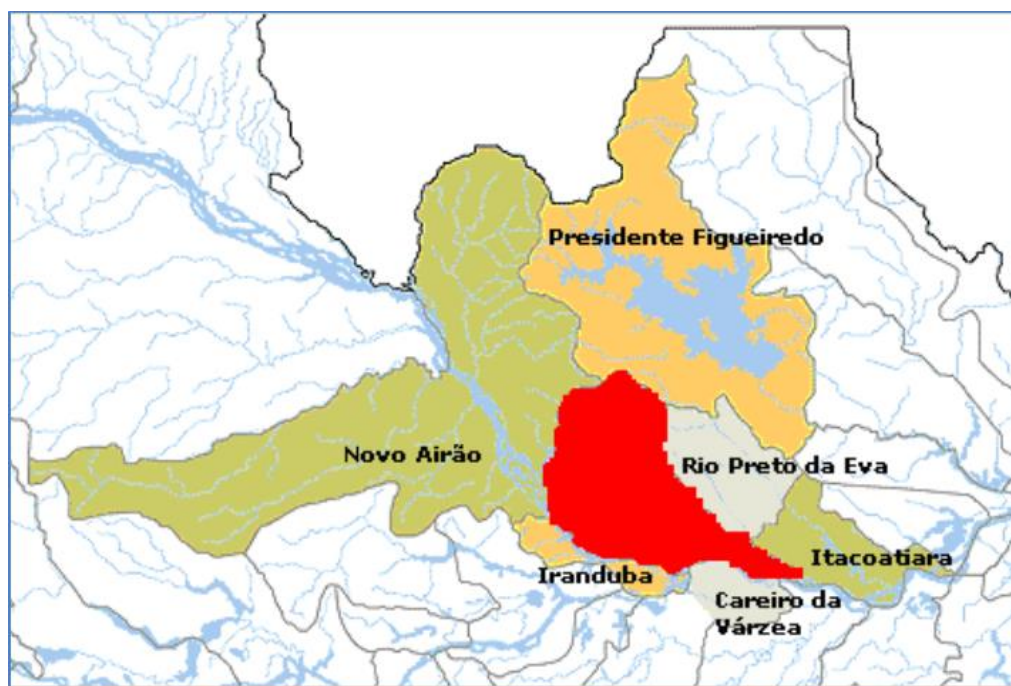 Presidente Figueiredo
Novo Airão
Rio Preto da Eva
Itacoatiara
Iranduba
Careiro da
Várzea